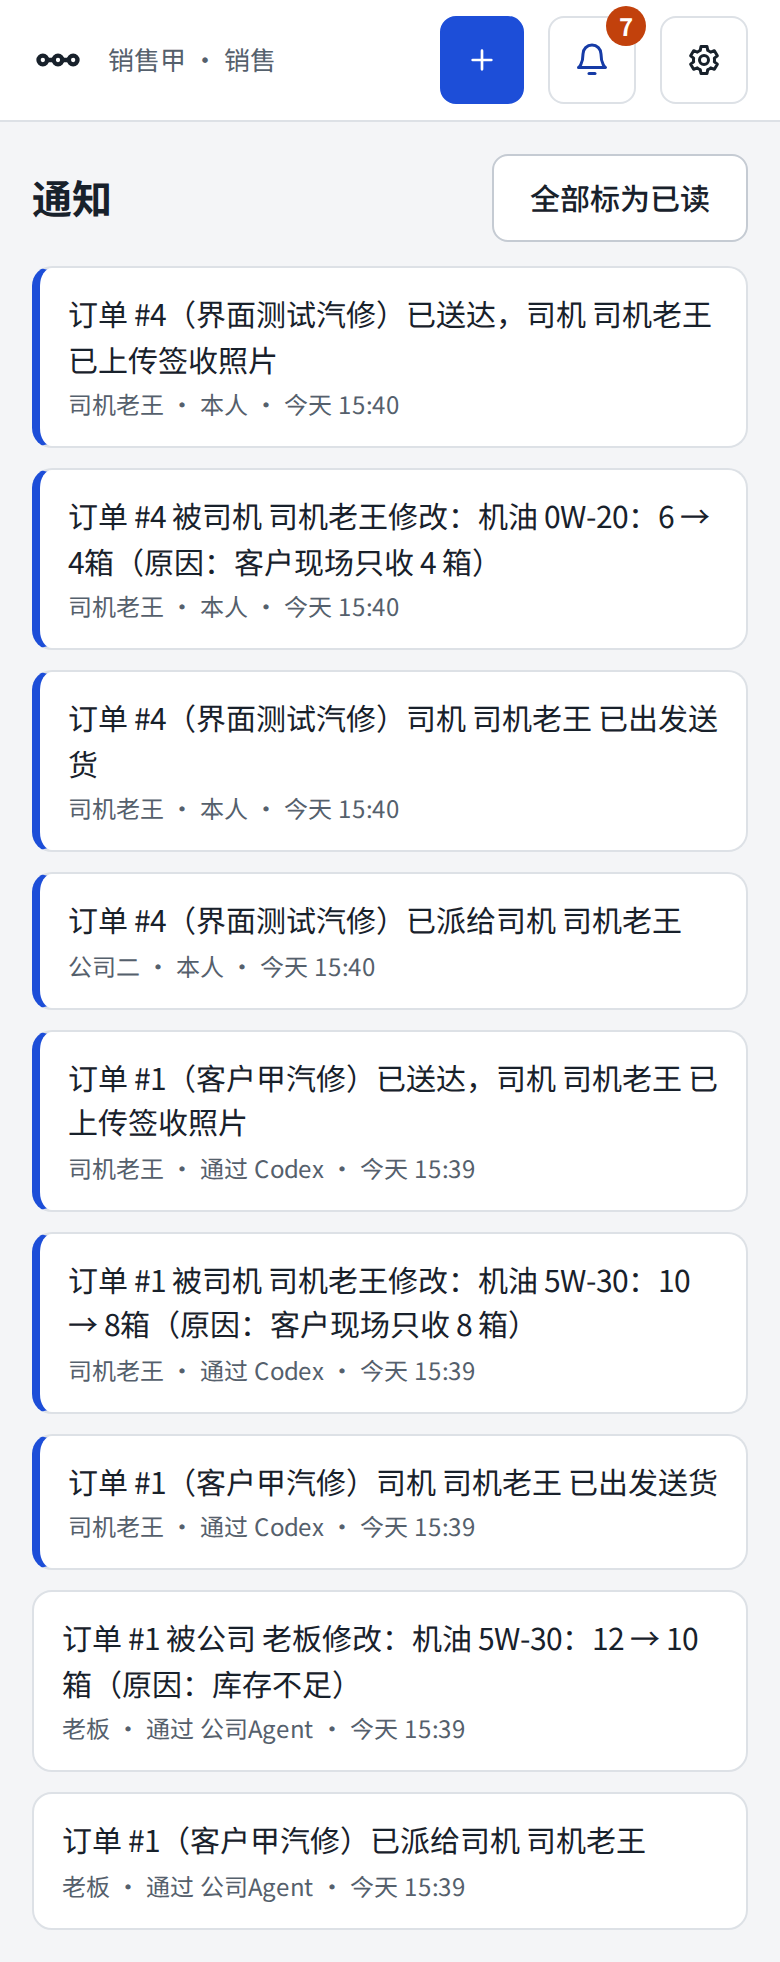 销售甲 · 销售
7
通知
全部标为已读
订单 #4（界面测试汽修）已送达，司机 司机老王
已上传签收照片
司机老王 · 本人 · 今天 15:40
订单 #4 被司机 司机老王修改：机油 0W-20：6 →
4箱（原因：客户现场只收 4 箱）
司机老王 · 本人 · 今天 15:40
订单 #4（界面测试汽修）司机 司机老王 已出发送
货
司机老王 · 本人 · 今天 15:40
订单 #4（界面测试汽修）已派给司机 司机老王
公司二 · 本人 · 今天 15:40
订单 #1（客户甲汽修）已送达，司机 司机老王 已
上传签收照片
司机老王 · 通过 Codex · 今天 15:39
订单 #1 被司机 司机老王修改：机油 5W-30：10
→ 8箱（原因：客户现场只收 8 箱）
司机老王 · 通过 Codex · 今天 15:39
订单 #1（客户甲汽修）司机 司机老王 已出发送货
司机老王 · 通过 Codex · 今天 15:39
订单 #1 被公司 老板修改：机油 5W-30：12 → 10
箱（原因：库存不足）
老板 · 通过 公司Agent · 今天 15:39
订单 #1（客户甲汽修）已派给司机 司机老王
老板 · 通过 公司Agent · 今天 15:39